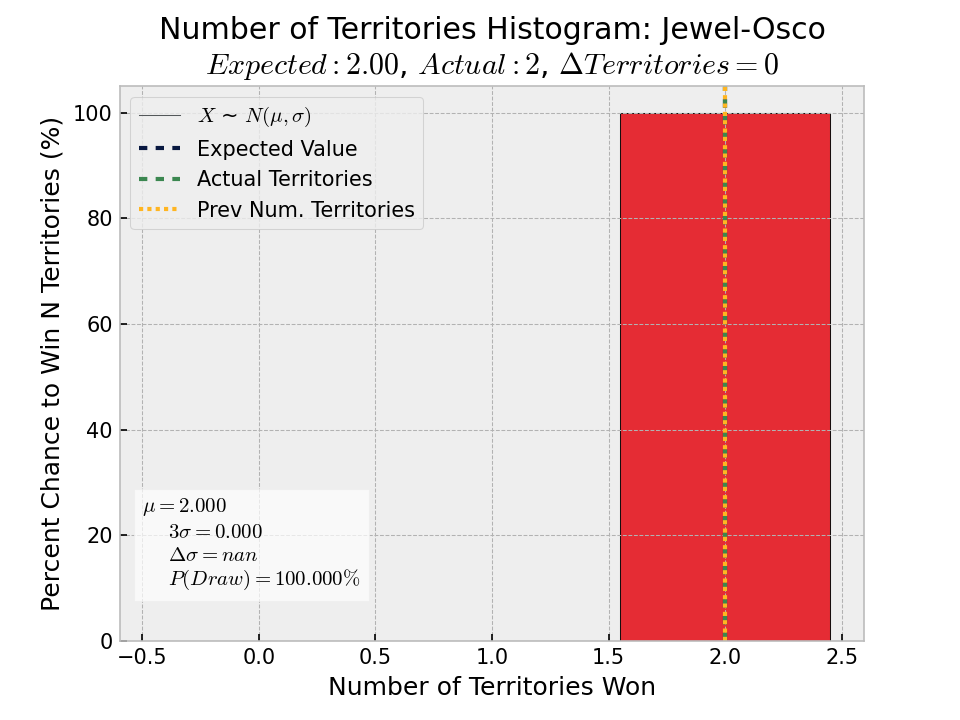 Number of Territories Histogram: Jewel-Osco
Expected : 2.00, Actual : 2, ΔTerritories = 0
Percent Chance to Win N Territories (%)
100
80
60
40
20
0
X ∼ N(μ, σ)
Expected Value
Actual Territories
Prev Num. Territories
μ = 2.000
3σ = 0.000
Δσ = nan
P(Draw) = 100.000%
−0.5 0.0 0.5 1.0 1.5 2.0 2.5
Number of Territories Won